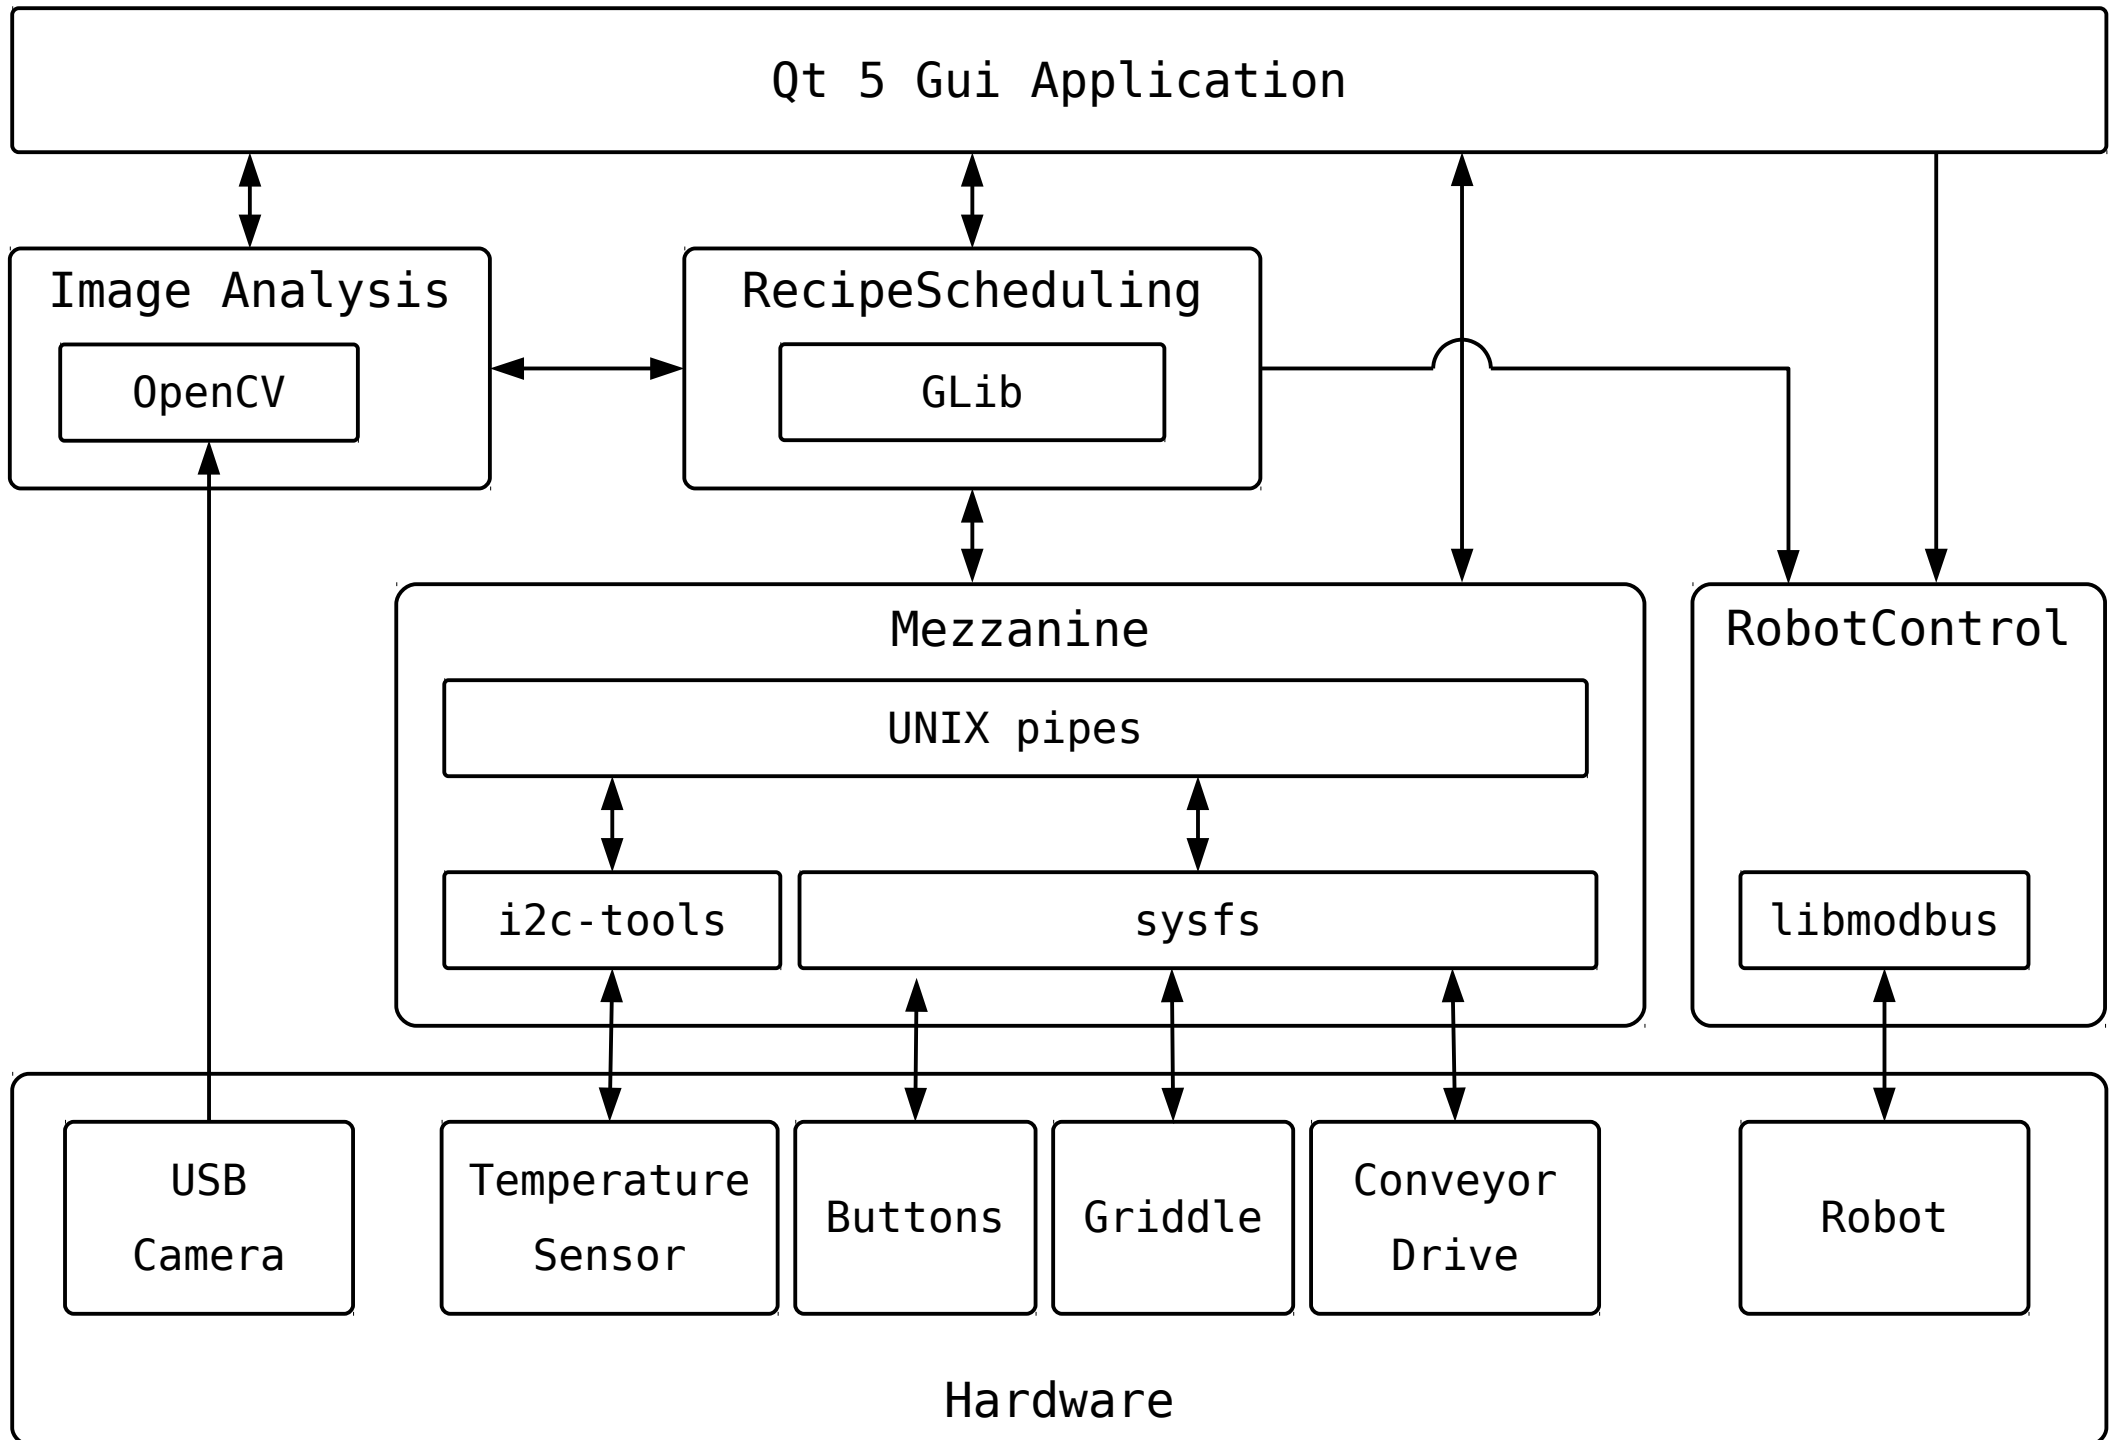 Qt 5 Gui Application
Image Analysis
OpenCV
RecipeScheduling
GLib
Mezzanine
UNIX pipes
i2c-tools
sysfs
RobotControl
libmodbus
USB
Camera
Temperature
Sensor
Buttons
Griddle
Conveyor
Drive
Robot
Hardware